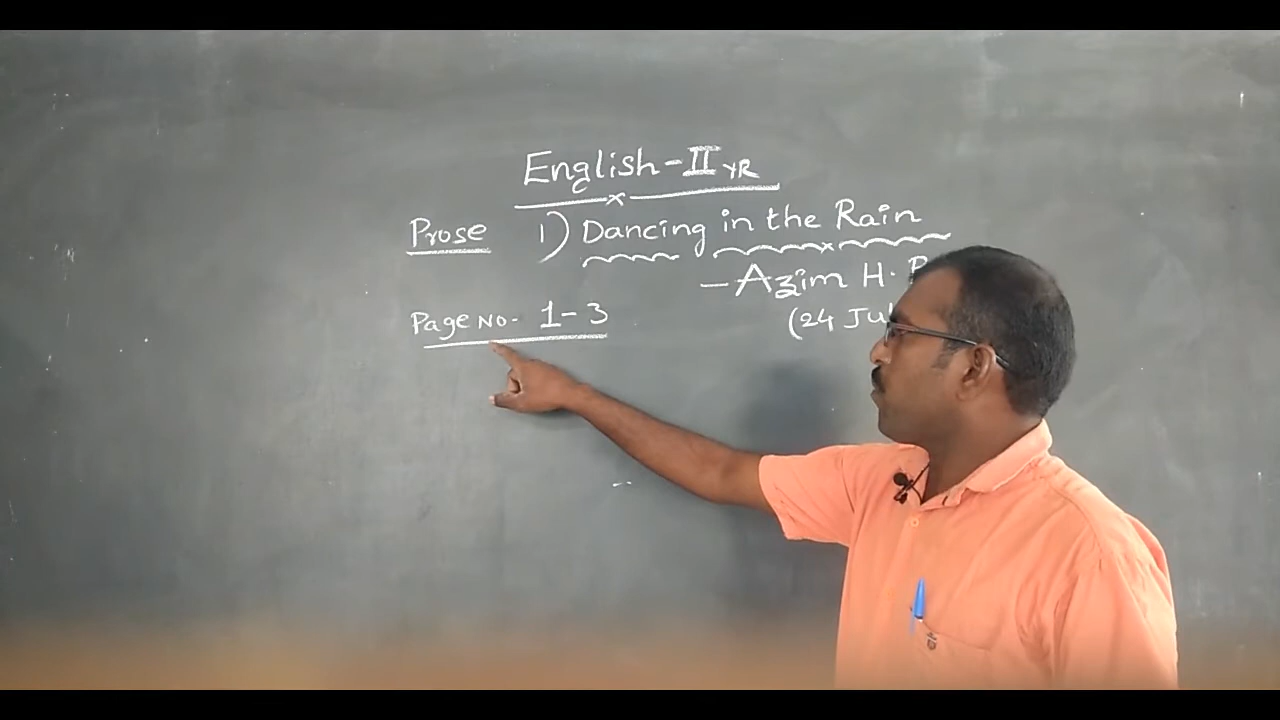 English-II YR
Prose 1) Dancing in the Rain
- Azim H.
Page No- 1-3
(24